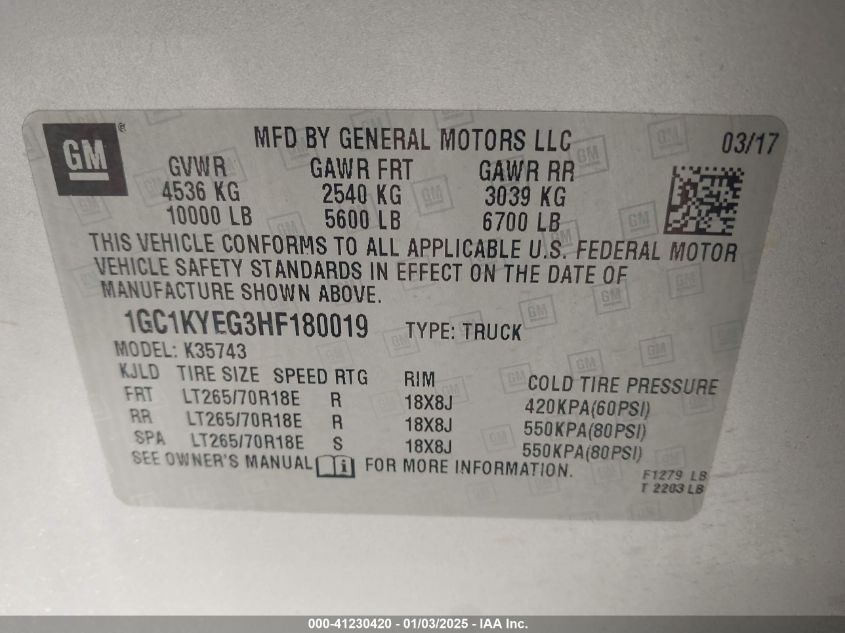 GM
MFD BY GENERAL MOTORS LLC 03/17
GVWR GAWR FRT GAWR RR
4536 KG 2540 KG 3039 KG
10000 LB 5600 LB 6700 LB
THIS VEHICLE CONFORMS TO ALL APPLICABLE U.S. FEDERAL MOTOR
VEHICLE SAFETY STANDARDS IN EFFECT ON THE DATE OF
MANUFACTURE SHOWN ABOVE.
1GC1KYEG3HF180019 TYPE: TRUCK
MODEL: K35743
KJLD TIRE SIZE SPEED RTG RIM COLD TIRE PRESSURE
FRT LT265/70R18E R 18X8J 420KPA(60PSI)
RR LT265/70R18E R 18X8J 550KPA(80PSI)
SPA LT265/70R18E S 18X8J 550KPA(80PSI)
SEE OWNER'S MANUAL FOR MORE INFORMATION.
F1279 LB
T 2203 LB
000-41230420 - 01/03/2025 - IAA Inc.